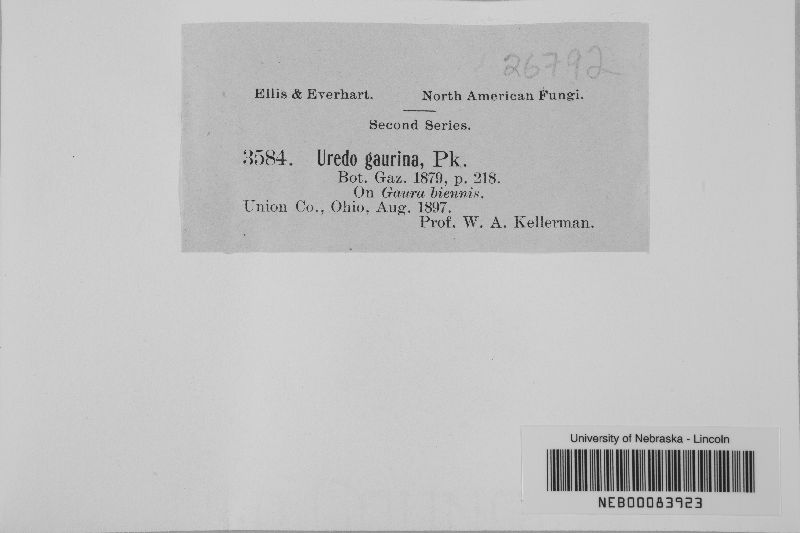 26792
Ellis & Everhart. North American Fungi.
Second Series.
3584. Uredo gaurina, Pk.
Bot. Gaz. 1879, p. 218.
On Gaura biennis.
Union Co., Ohio, Aug. 1897.
Prof. W. A. Kellerman.
University of Nebraska - Lincoln
NEB00083923